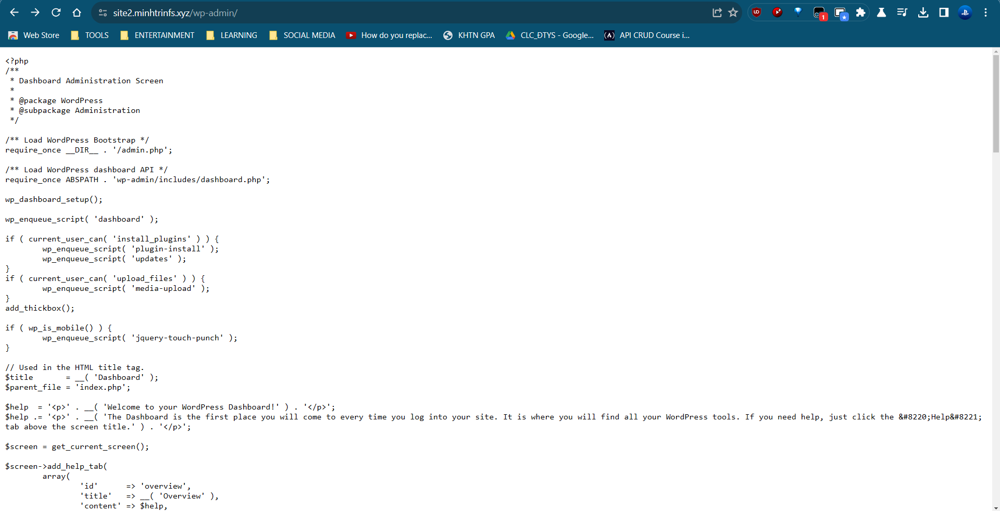 site2.minhtrinfs.xyz/wp-admin/
1
Web Store TOOLS ENTERTAINMENT LEARNING SOCIAL MEDIA How do you replac... KHTN GPA CLC_ĐTYS - Google... API CRUD Course i...
<?php
/**
 * Dashboard Administration Screen
 *
 * @package WordPress
 * @subpackage Administration
 */
/** Load WordPress Bootstrap */
require_once __DIR__ . '/admin.php';
/** Load WordPress dashboard API */
require_once ABSPATH . 'wp-admin/includes/dashboard.php';
wp_dashboard_setup();
wp_enqueue_script( 'dashboard' );
if ( current_user_can( 'install_plugins' ) ) {
        wp_enqueue_script( 'plugin-install' );
        wp_enqueue_script( 'updates' );
}
if ( current_user_can( 'upload_files' ) ) {
        wp_enqueue_script( 'media-upload' );
}
add_thickbox();
if ( wp_is_mobile() ) {
        wp_enqueue_script( 'jquery-touch-punch' );
}
// Used in the HTML title tag.
$title       = __( 'Dashboard' );
$parent_file = 'index.php';
$help  = '<p>' . __( 'Welcome to your WordPress Dashboard!' ) . '</p>';
$help .= '<p>' . __( 'The Dashboard is the first place you will come to every time you log into your site. It is where you will find all your WordPress tools. If you need help, just click the &#8220;Help&#8221;
tab above the screen title.' ) . '</p>';
$screen = get_current_screen();
$screen->add_help_tab(
        array(
                'id'      => 'overview',
                'title'   => __( 'Overview' ),
                'content' => $help,